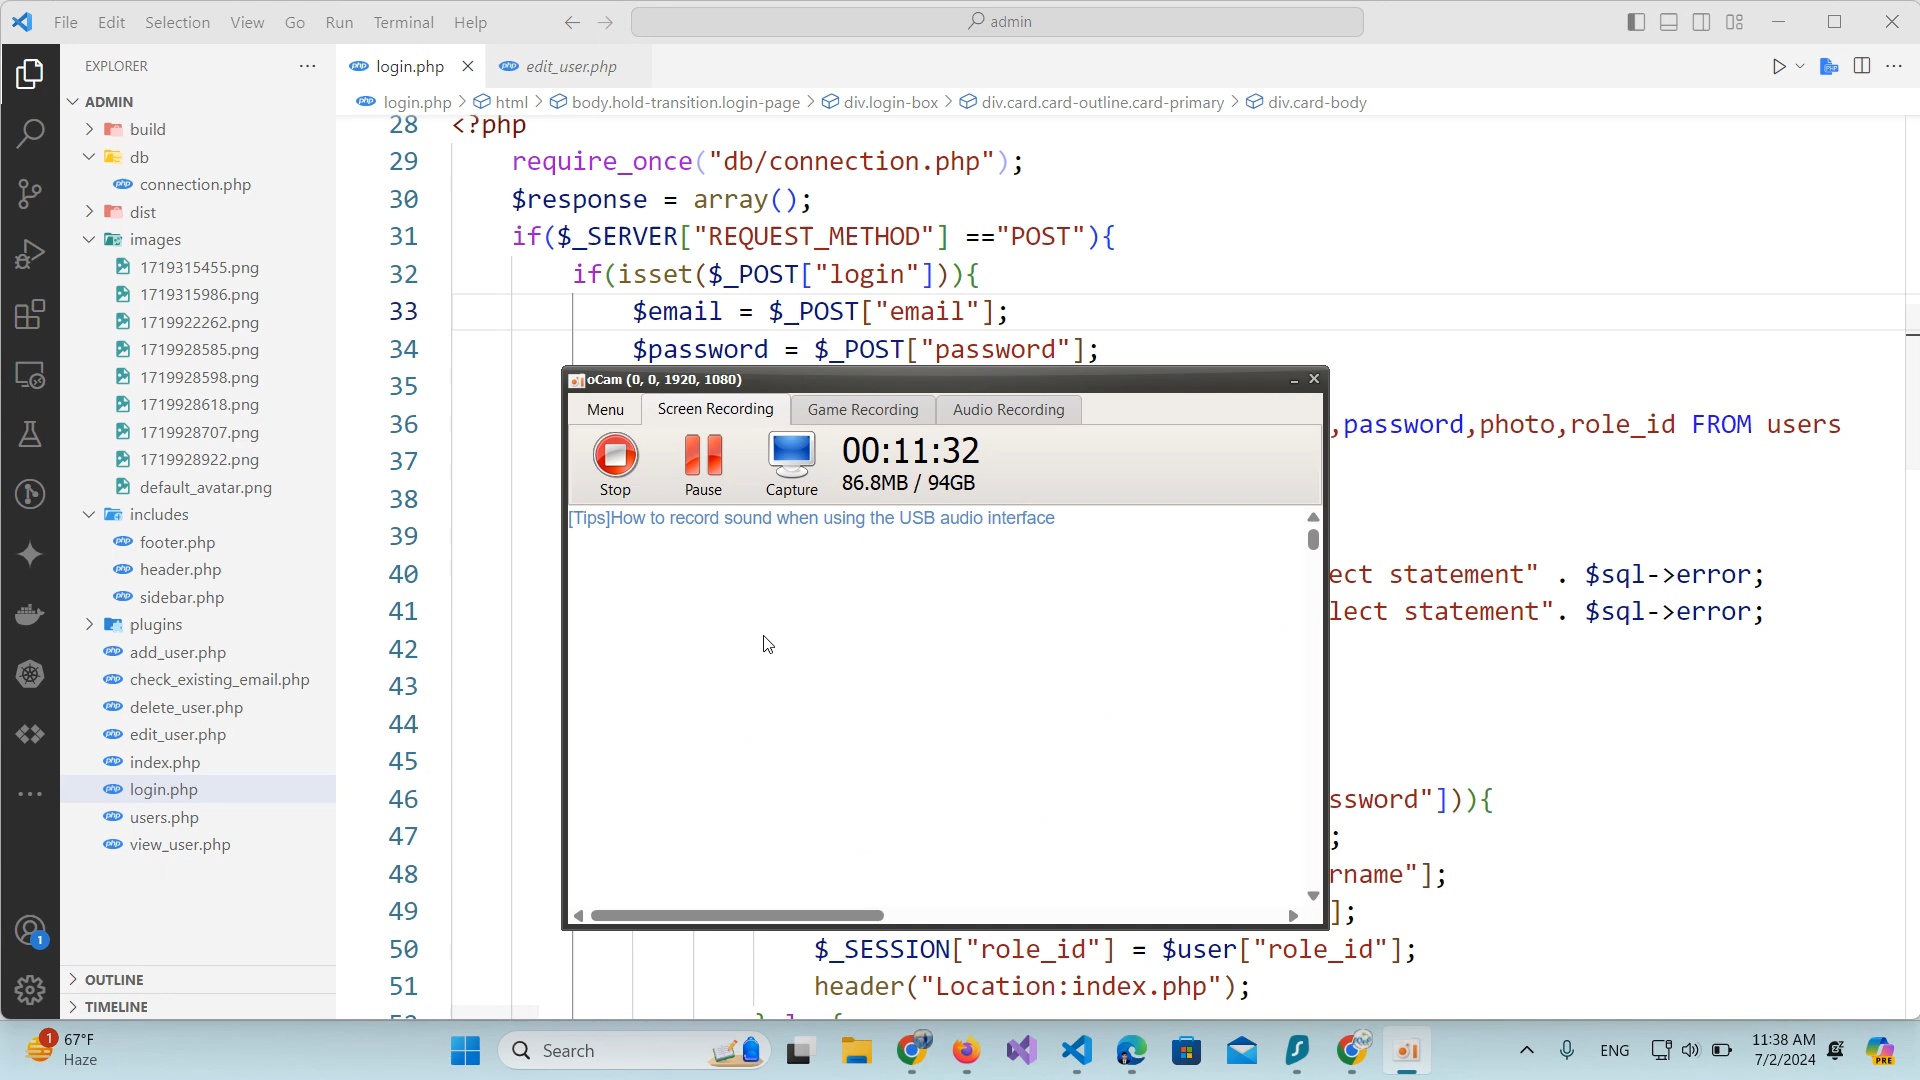 File Edit Selection View Go Run Terminal Help
admin
EXPLORER
login.php
edit_user.php
login.php html body.hold-transition.login-page div.login-box div.card.card-outline.card-primary div.card-body
ADMIN
build
db
connection.php
dist
images
1719315455.png
1719315986.png
1719922262.png
1719928585.png
1719928598.png
1719928618.png
1719928707.png
1719928922.png
default_avatar.png
includes
footer.php
header.php
sidebar.php
plugins
add_user.php
check_existing_email.php
delete_user.php
edit_user.php
index.php
login.php
users.php
view_user.php
OUTLINE
TIMELINE
1
28 <?php
29 require_once("db/connection.php");
30 $response = array();
31 if($_SERVER["REQUEST_METHOD"] =="POST"){
32 if(isset($_POST["login"])){
33 $email = $_POST["email"];
34 $password = $_POST["password"];
35
36 ,password,photo,role_id FROM users
37
38
39
40 ect statement" . $sql->error;
41 lect statement". $sql->error;
42
43
44
45
46 ssword"])){
47 ;
48 rname"];
49 ];
50 $_SESSION["role_id"] = $user["role_id"];
51 header("Location:index.php");
oCam (0, 0, 1920, 1080)
Menu
Screen Recording
Game Recording
Audio Recording
Stop
Pause
Capture
00:11:32
86.8MB / 94GB
[Tips]How to record sound when using the USB audio interface
1
67°F
Haze
Search
ENG
11:38 AM
7/2/2024
PRE